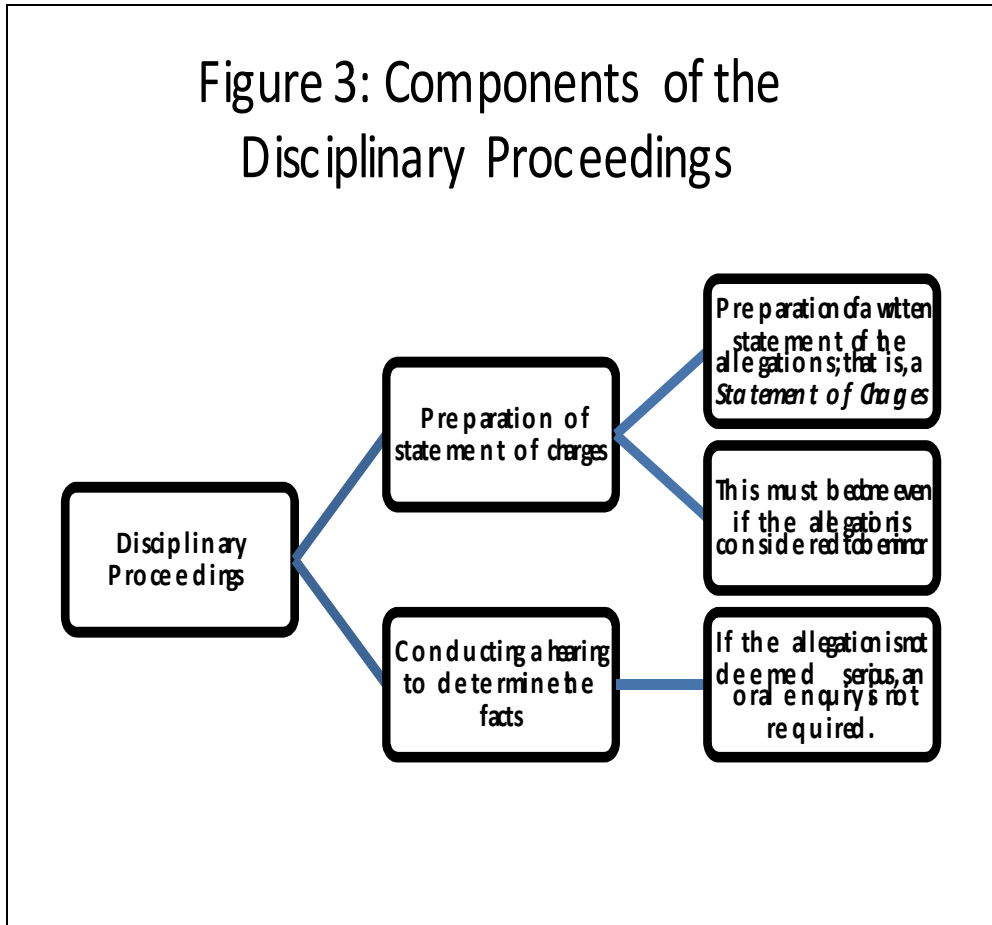 Figure 3: Components of the
Disciplinary Proceedings
Preparation of a written
statement of the
allegations; that is, a
Statement of Charges
Preparation of
statement of charges
This must be done even
if the allegation is
considered to be minor
Disciplinary
Proceedings
Conducting a hearing
to determine the
facts
If the allegation is not
deemed serious, an
oral enquiry is not
required.